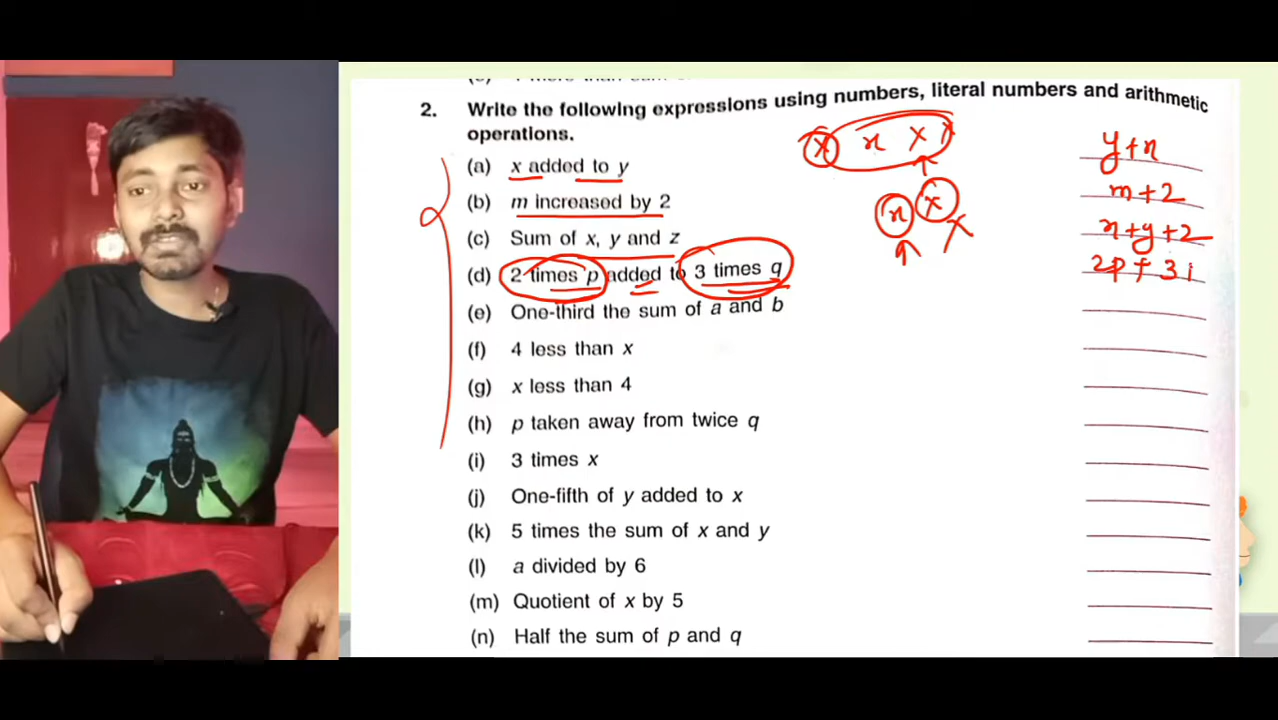 2. Write the following expressions using numbers, literal numbers and arithmetic
operations.
x x x x
(a) x added to y y+x
(b) m increased by 2 m+2
x x x
(c) Sum of x, y and z x+y+z
(d) 2 times p added to 3 times q 2p + 3
(e) One-third the sum of a and b
(f) 4 less than x
(g) x less than 4
(h) p taken away from twice q
(i) 3 times x
(j) One-fifth of y added to x
(k) 5 times the sum of x and y
(l) a divided by 6
(m) Quotient of x by 5
(n) Half the sum of p and q